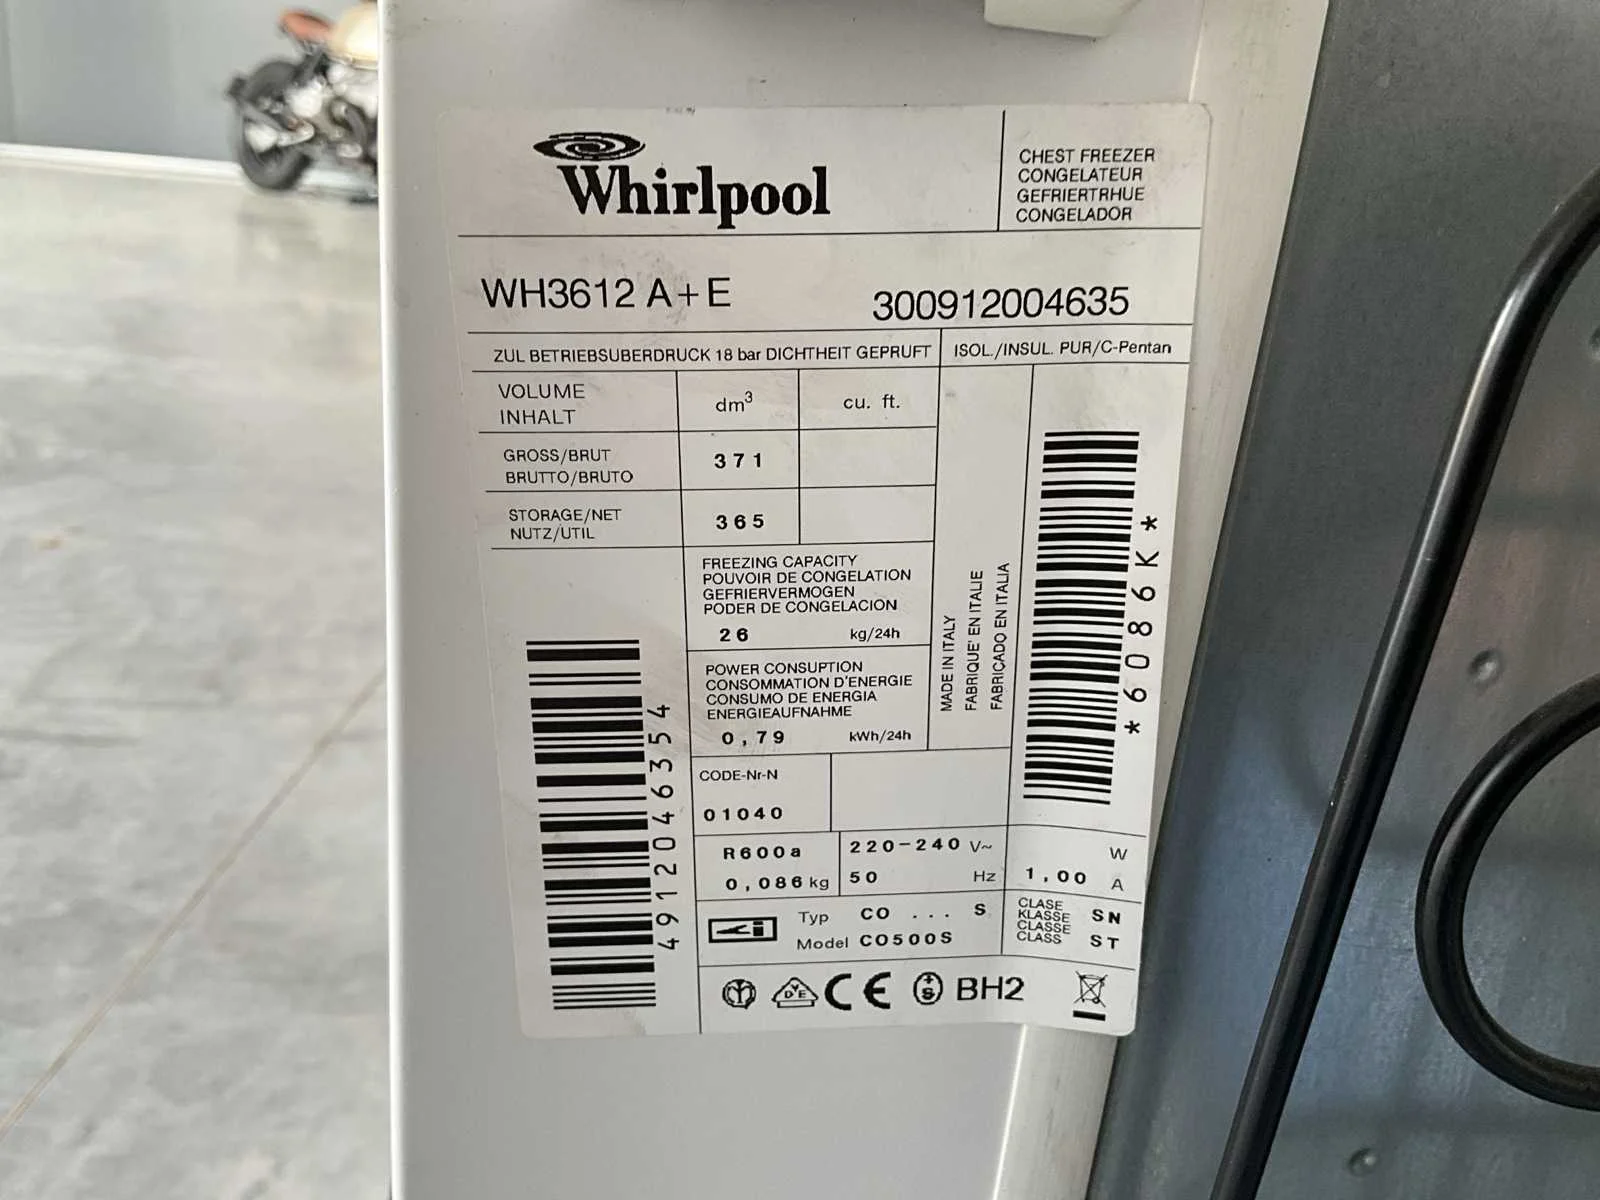 Whirlpool
CHEST FREEZER
CONGELATEUR
GEFRIERTRHUE
CONGELADOR
WH3612 A+E
300912004635
ZUL BETRIEBSUBERDRUCK 18 bar DICHTHEIT GEPRUFT
ISOL./INSUL. PUR/C-Pentan
VOLUME
INHALT
dm³
cu. ft.
GROSS/BRUT
BRUTTO/BRUTO
371
STORAGE/NET
NUTZ/UTIL
365
FREEZING CAPACITY
POUVOIR DE CONGELATION
GEFRIERVERMOGEN
PODER DE CONGELACION
26 kg/24h
POWER CONSUPTION
CONSOMMATION D'ENERGIE
CONSUMO DE ENERGIA
ENERGIEAUFNAHME
0,79 kWh/24h
MADE IN ITALY
FABRIQUE' EN ITALIE
FABRICADO EN ITALIA
*6086K*
4912046354
CODE-Nr-N
01040
R600a
0,086 kg
220-240 V~
50 Hz
W
1,00 A
Typ CO ... S
Model CO500S
CLASE
KLASSE
CLASSE
CLASS
SN
ST
DVE
CE
+S
BH2